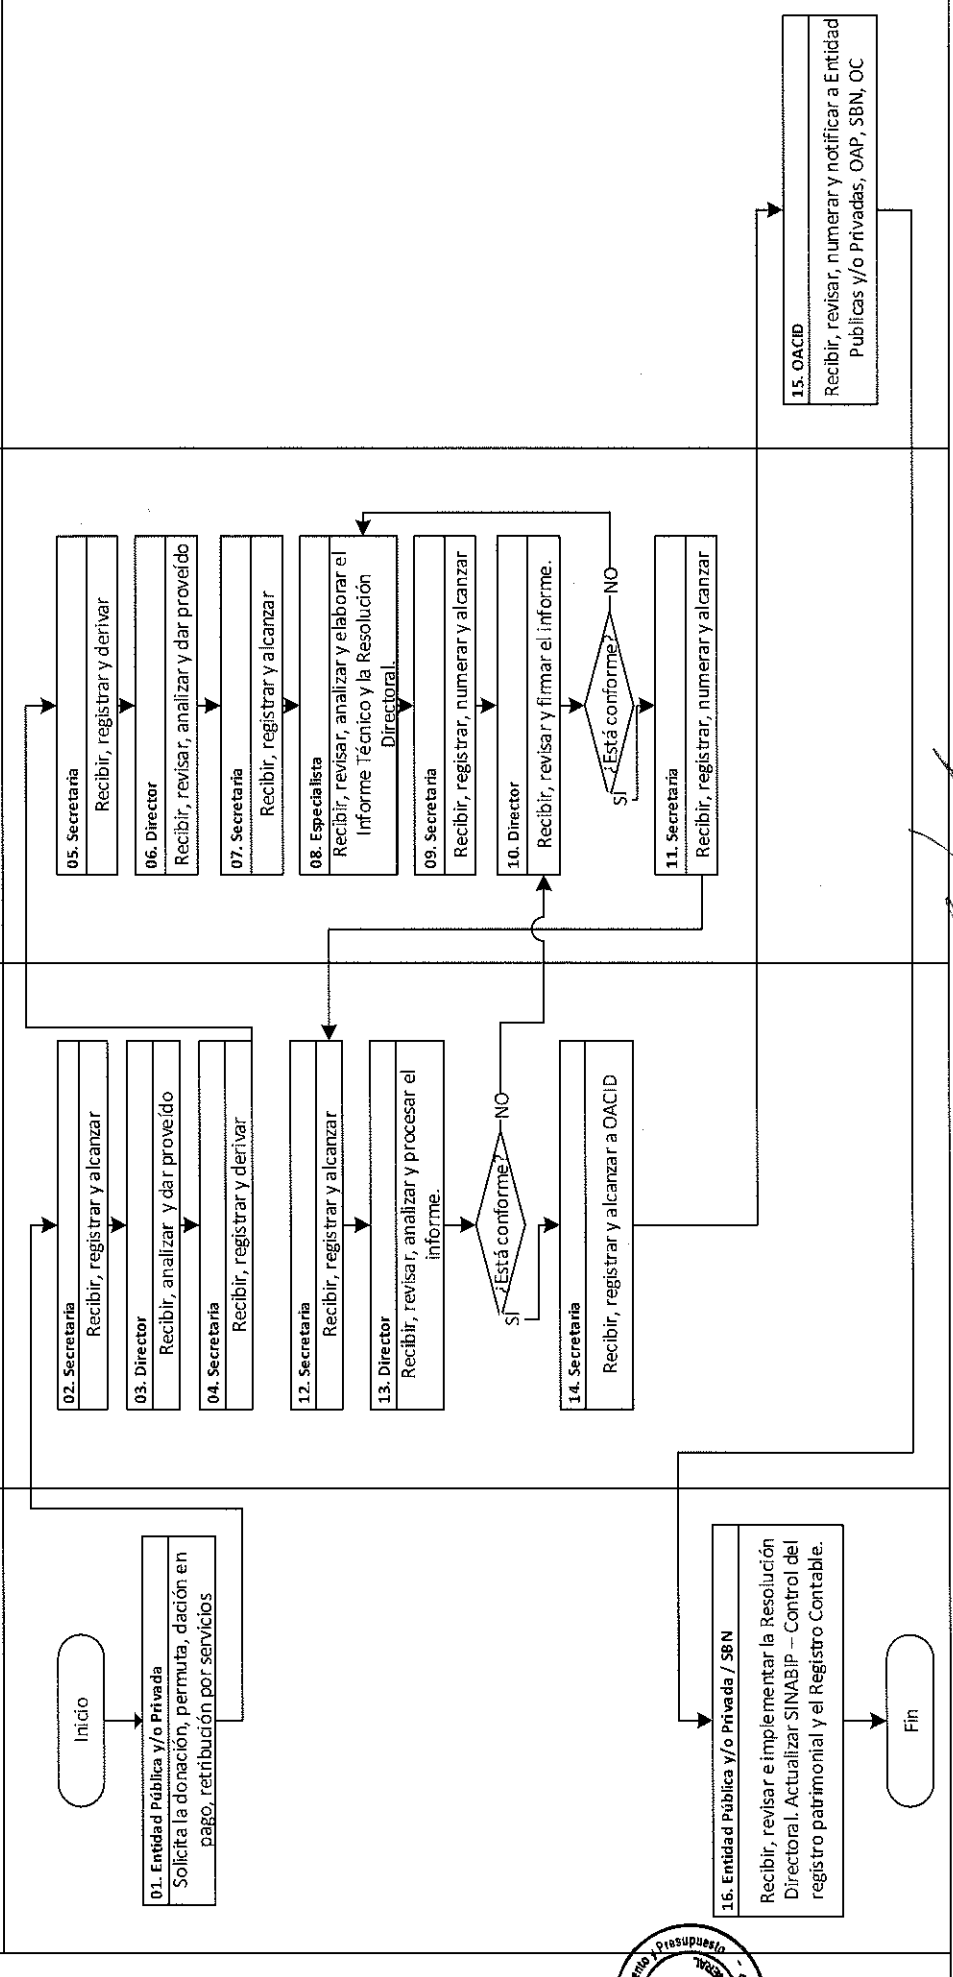 Inicio
01. Entidad Pública y/o Privada
Solicita la donación, permuta, dación en
pago, retribución por servicios
02. Secretaria
Recibir, registrar y alcanzar
03. Director
Recibir, analizar y dar proveído
04. Secretaria
Recibir, registrar y derivar
05. Secretaria
Recibir, registrar y derivar
06. Director
Recibir, revisar, analizar y dar proveído
07. Secretaria
Recibir, registrar y alcanzar
08. Especialista
Recibir, revisar, analizar y elaborar el
Informe Técnico y la Resolución
Directoral.
09. Secretaria
Recibir, registrar, numerar y alcanzar
10. Director
Recibir, revisar y firmar el informe.
¿Está conforme?
NO
SI
11. Secretaria
Recibir, registrar, numerar y alcanzar
12. Secretaria
Recibir, registrar y alcanzar
13. Director
Recibir, revisar, analizar y procesar el
informe.
¿Está conforme?
NO
SI
14. Secretaria
Recibir, registrar y alcanzar a OACID
15. OACID
Recibir, revisar, numerar y notificar a Entidad
Publicas y/o Privadas, OAP, SBN, OC
16. Entidad Pública y/o Privada / SBN
Recibir, revisar e implementar la Resolución
Directoral. Actualizar SINABIP – Control del
registro patrimonial y el Registro Contable.
Fin
y Presupuesto